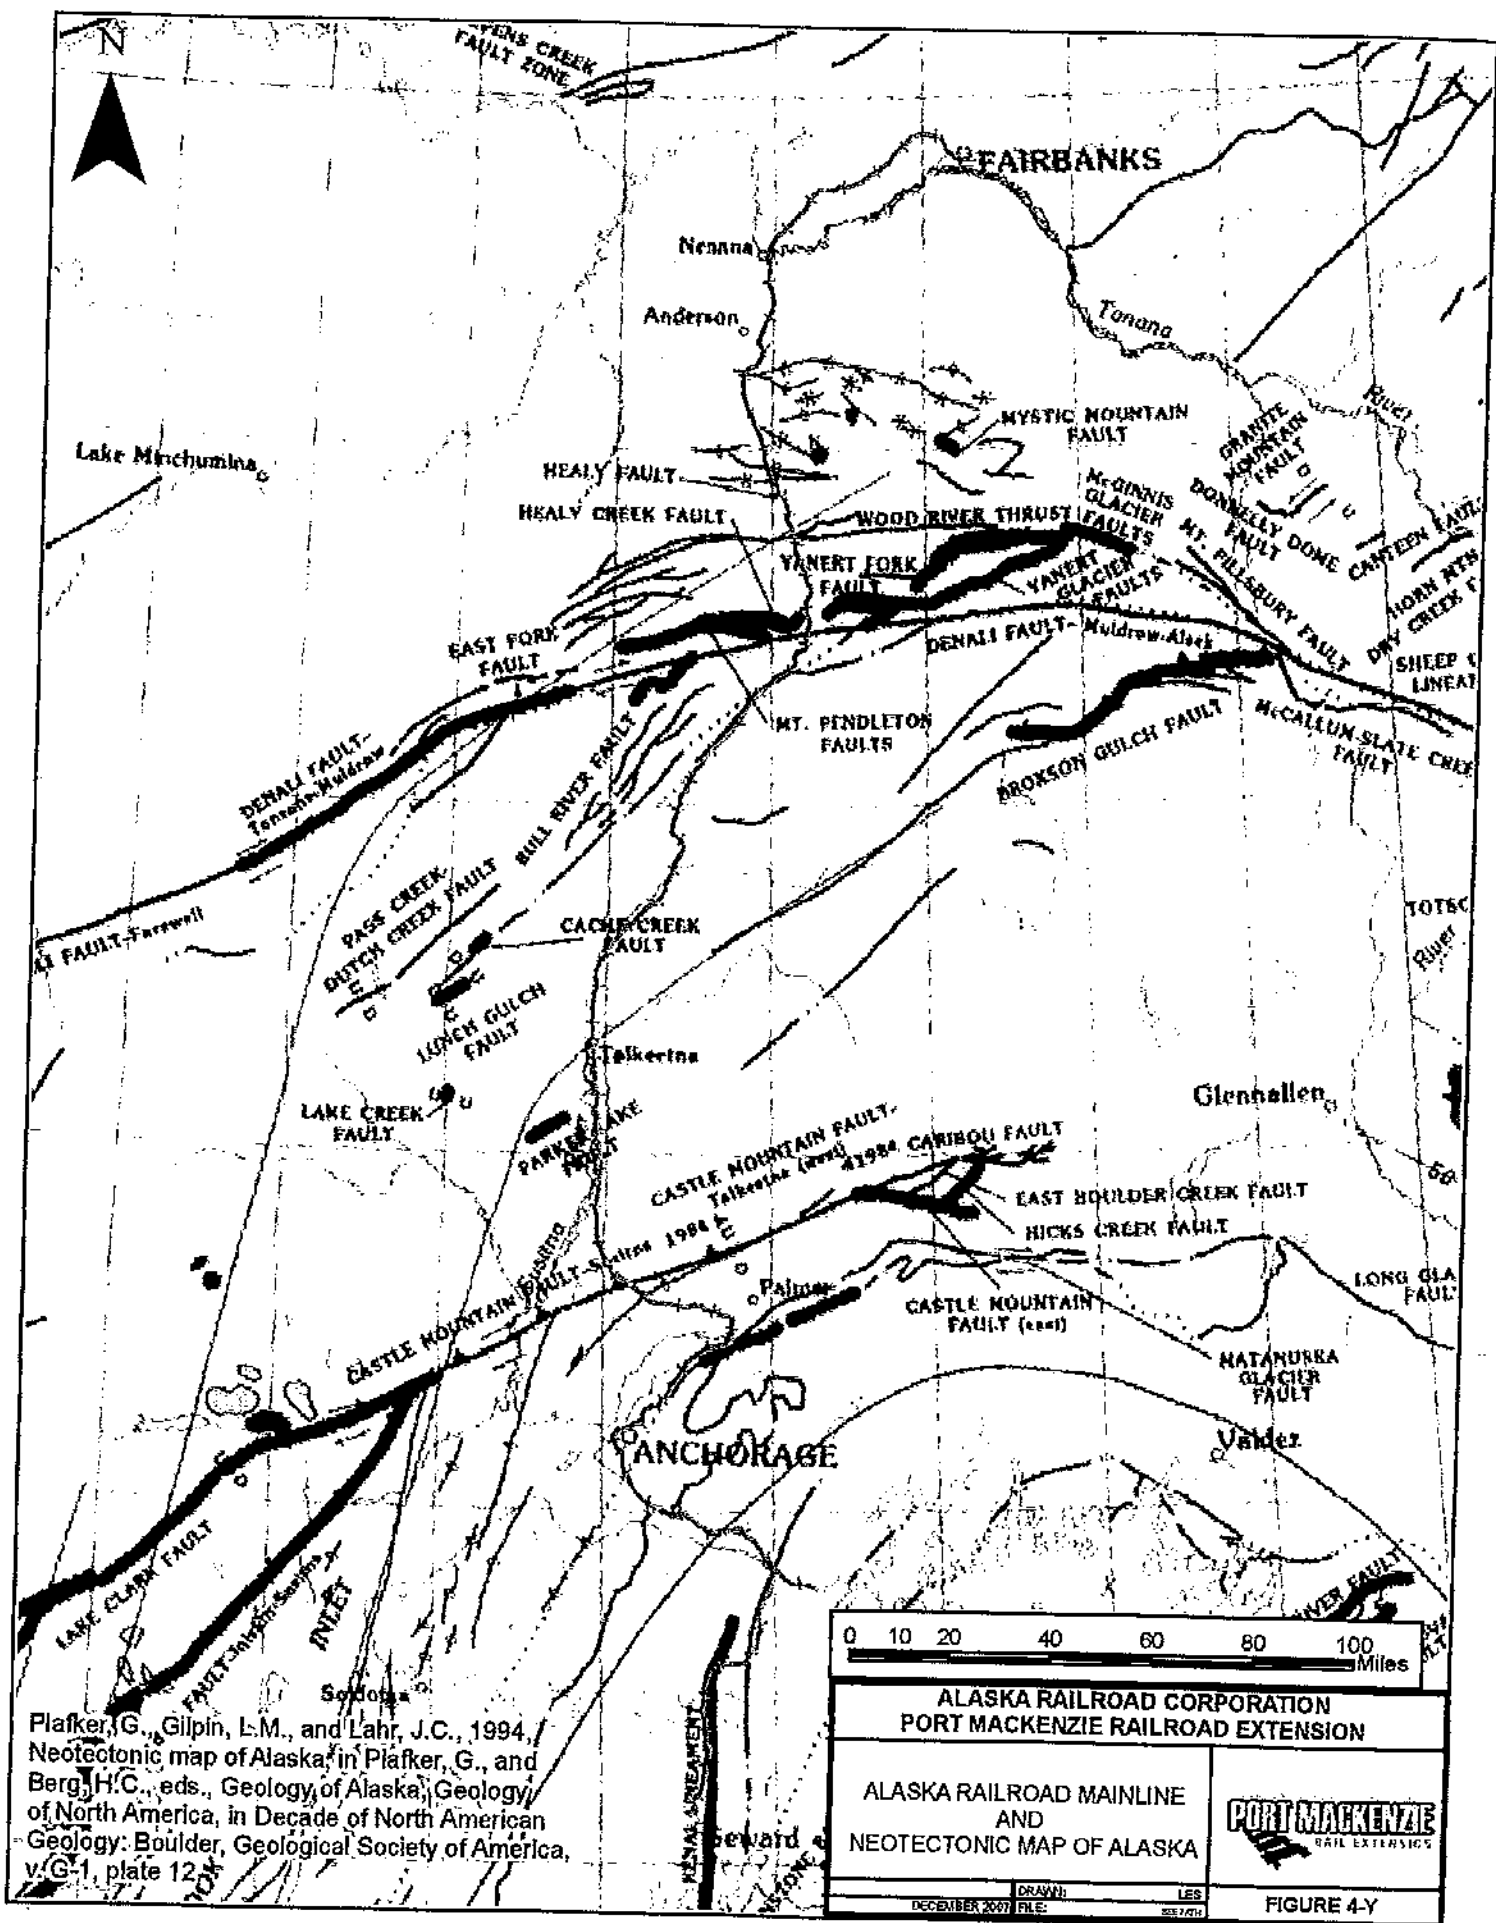 N
FAULT ZONE
CREEK
FAIRBANKS
Nenana
Anderson
Tanana
River
MYSTIC MOUNTAIN
FAULT
GRANITE
MOUNTAIN
FAULT
Lake Minchumina
HEALY FAULT
HEALY CREEK FAULT
WOOD RIVER THRUST
McGINNIS
GLACIER
FAULTS
DONNELLY DOME
FAULT
CANTEEN
MT. PILLSBURY FAULT
YANERT FORK
FAULT
YANERT
GLACIER
FAULTS
DRY CREEK
SHEEP
EAST FORK
FAULT
DENALI FAULT-
MT. PENDLETON
FAULTS
BROXSON GULCH FAULT
McCALLUM-SLATE
FAULT
DENALI FAULT-
BULL RIVER FAULT
PASS CREEK-
DUTCH CREEK FAULT
CACHE CREEK
FAULT
FAULT-Farewell
River
GULCH
FAULT
Talkeetna
Glennallen
LAKE CREEK
FAULT
CASTLE MOUNTAIN FAULT-
Talkeetna
CARIBOU FAULT
EAST BOULDER CREEK FAULT
HICKS CREEK FAULT
1984
CASTLE MOUNTAIN
Palmer
CASTLE MOUNTAIN
FAULT (east)
LONG
MATANUSKA
GLACIER
FAULT
ANCHORAGE
Valdez
LAKE CLARK FAULT
INLET
FAULT
Soldotna
0 10 20 40 60 80 100
Miles
Plafker, G., Gilpin, L.M., and Lahr, J.C., 1994,
Neotectonic map of Alaska, in Plafker, G., and
Berg, H.C., eds., Geology of Alaska, Geology
of North America, in Decade of North American
Geology: Boulder, Geological Society of America,
v. G-1, plate 12.
Seward
ALASKA RAILROAD CORPORATION
PORT MACKENZIE RAILROAD EXTENSION
ALASKA RAILROAD MAINLINE
AND
NEOTECTONIC MAP OF ALASKA
PORT MACKENZIE
RAIL EXTENSION
DECEMBER 2007
DRAWN: LES
FILE:
FIGURE 4-Y